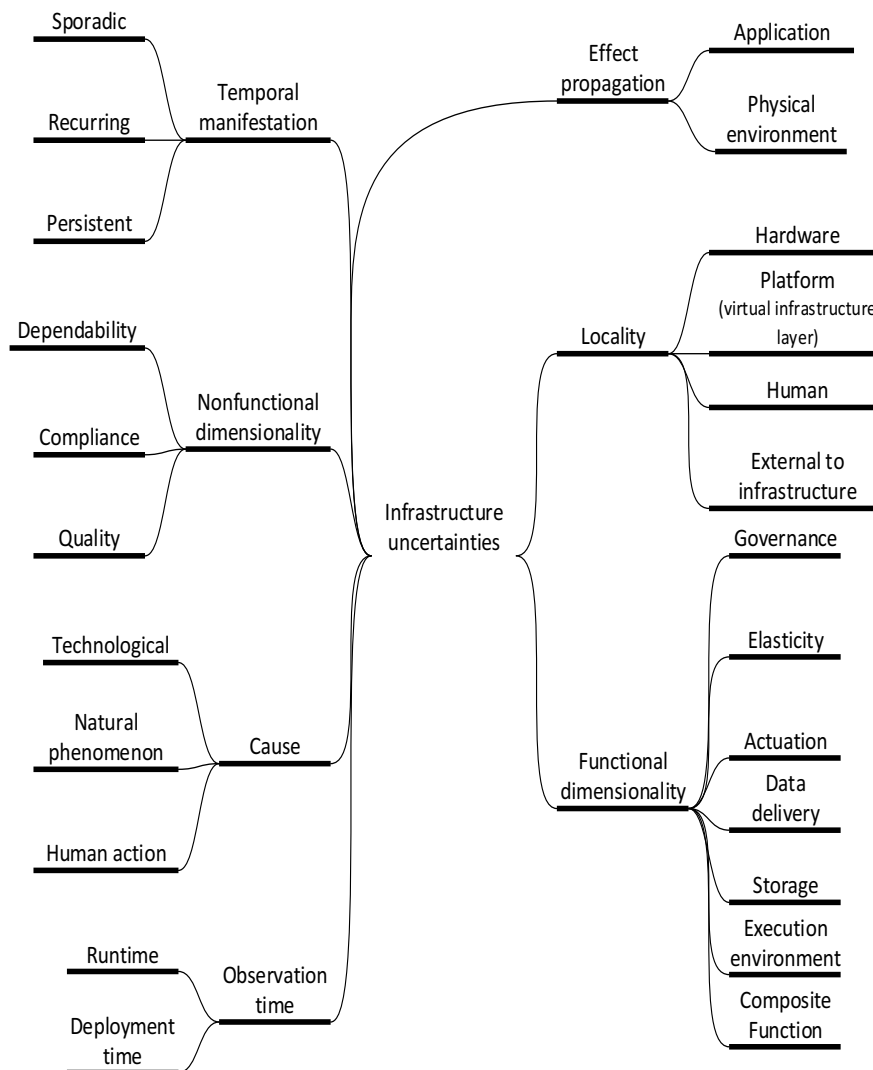 Sporadic
Temporal
manifestation
Recurring
Persistent
Dependability
Nonfunctional
dimensionality
Compliance
Quality
Technological
Natural
phenomenon
Cause
Human action
Runtime
Observation
time
Deployment
time
Infrastructure
uncertainties
Effect
propagation
Application
Physical
environment
Locality
Hardware
Platform
(virtual infrastructure
layer)
Human
External to
infrastructure
Functional
dimensionality
Governance
Elasticity
Actuation
Data
delivery
Storage
Execution
environment
Composite
Function